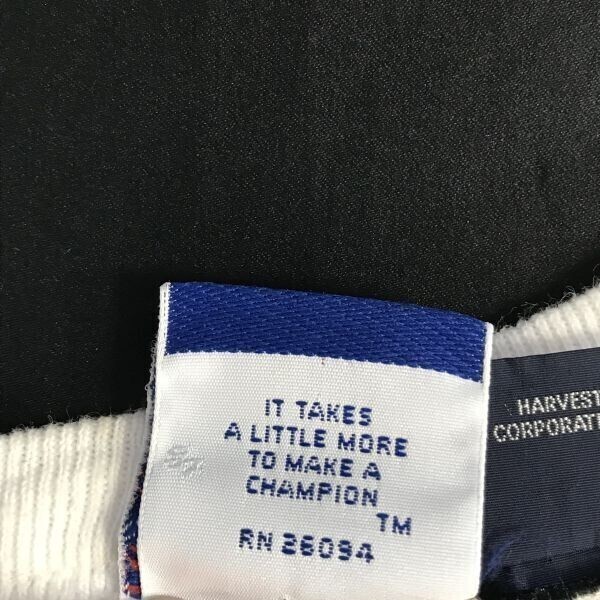 IT TAKES
A LITTLE MORE
TO MAKE A
CHAMPION
TM
RN 26094
HARVEST
CORPORAT